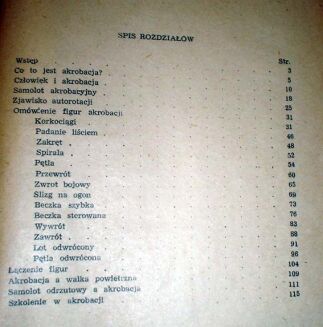 SPIS ROZDZIAŁÓW
Str.
Wstęp 3
Co to jest akrobacja? 5
Człowiek i akrobacja 10
Samolot akrobacyjny 18
Zjawisko autorotacji 25
Omówienie figur akrobacji 31
Korkociągi 31
Padanie liściem 46
Zakręt 48
Spirala 52
Pętla 54
Przewrót 60
Zwrot bojowy 65
Ślizg na ogon 69
Beczka szybka 73
Beczka sterowana 76
Wywrót 83
Zawrót 88
Lot odwrócony 91
Pętla odwrócona 96
Łączenie figur 104
Akrobacja a walka powietrzna 109
Samolot odrzutowy a akrobacja 111
Szkolenie w akrobacji 115